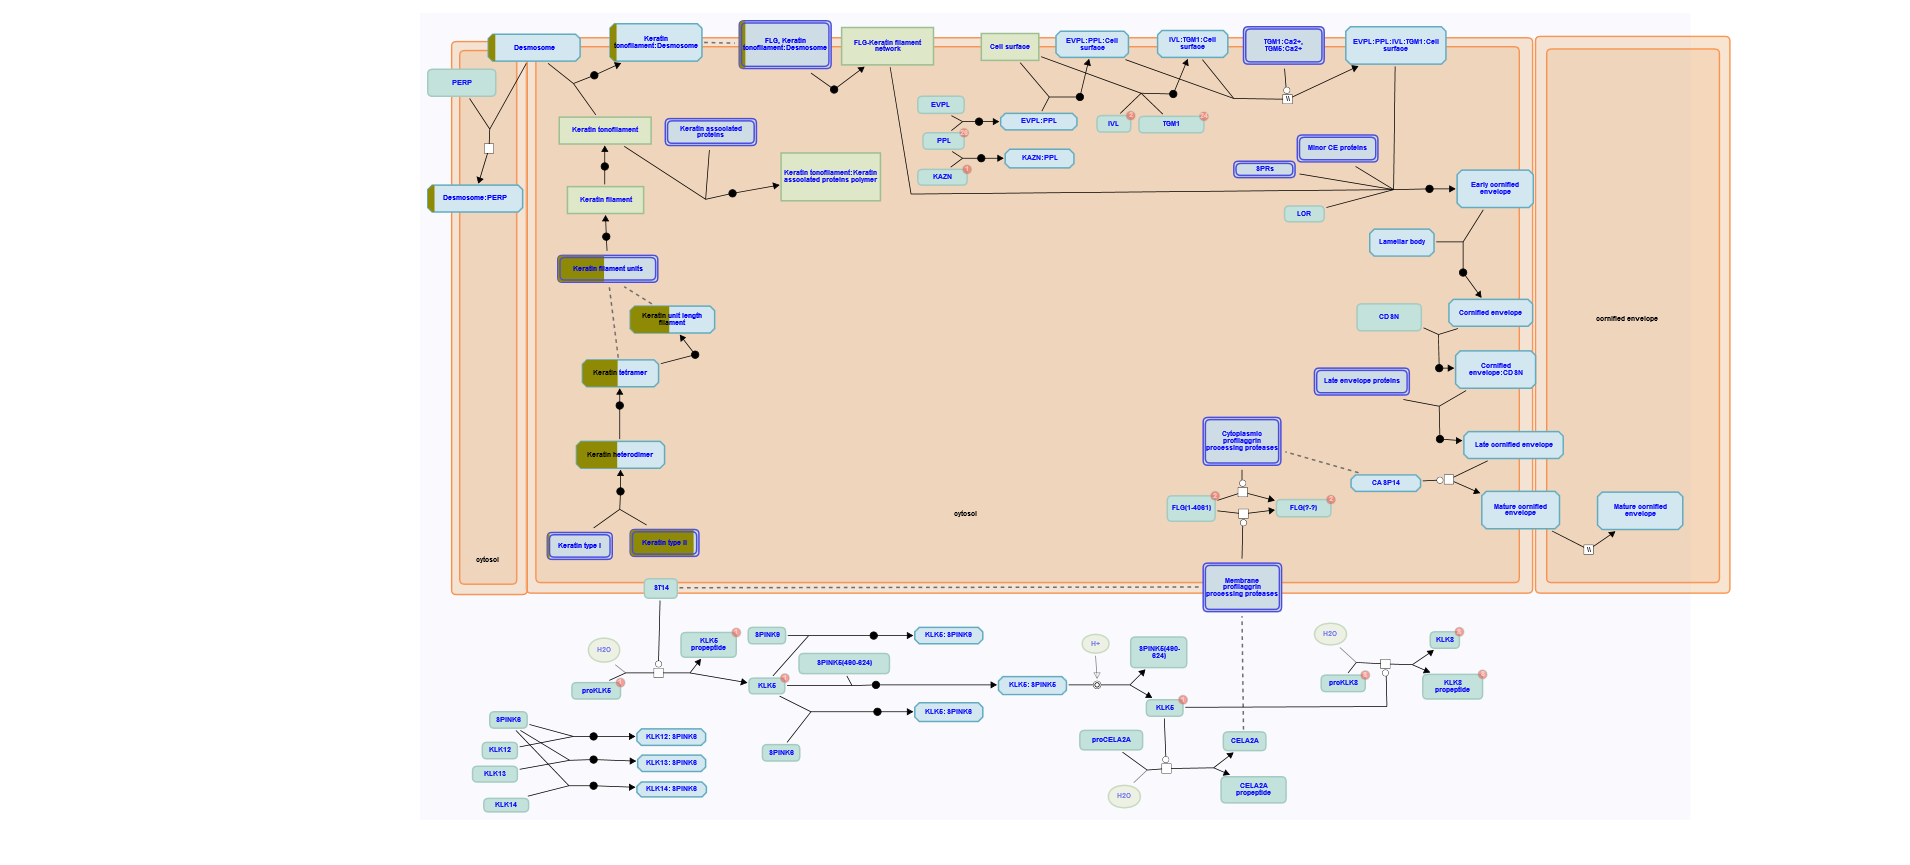 Desmosome
Keratin
tonofilament:Desmosome
FLG, Keratin
tonofilament:Desmosome
FLG-Keratin filament
network
Cell surface
EVPL:PPL:Cell
surface
IVL:TGM1:Cell
surface
TGM1:Ca2+,
TGM5:Ca2+
EVPL:PPL:IVL:TGM1:Cell
surface
PERP
EVPL
EVPL:PPL
IVL
TGM1
Keratin tonofilament
Keratin associated
proteins
PPL
KAZN:PPL
KAZN
Minor CE proteins
SPRs
Keratin tonofilament:Keratin
associated proteins polymer
Desmosome:PERP
Keratin filament
LOR
Early cornified
envelope
Lamellar body
Keratin filament units
Keratin unit length
filament
CDSN
Cornified envelope
cornified envelope
Keratin tetramer
Late envelope proteins
Cornified
envelope:CDSN
Keratin heterodimer
Cytoplasmic
profilaggrin
processing proteases
Late cornified envelope
CASP14
FLG(1-4061)
FLG(?-?)
Mature cornified
envelope
Mature cornified
envelope
cytosol
Keratin type I
Keratin type II
cytosol
ST14
Membrane
profilaggrin
processing proteases
H2O
KLK5
propeptide
SPINK9
KLK5: SPINK9
H+
SPINK5(490-
624)
H2O
KLK8
SPINK5(490-624)
proKLK5
KLK5
KLK5: SPINK5
proKLK8
KLK8
propeptide
KLK5
KLK5: SPINK6
SPINK6
SPINK6
KLK12
KLK12: SPINK6
KLK13
KLK13: SPINK6
KLK14
KLK14: SPINK6
proCELA2A
CELA2A
H2O
CELA2A
propeptide